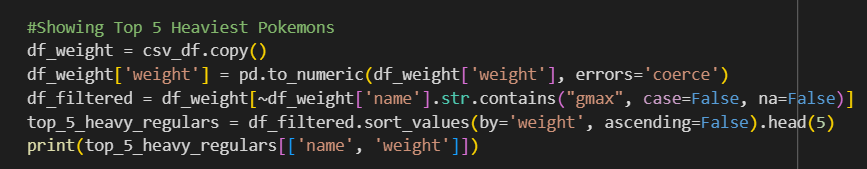 #Showing Top 5 Heaviest Pokemons
df_weight = csv_df.copy()
df_weight['weight'] = pd.to_numeric(df_weight['weight'], errors='coerce')
df_filtered = df_weight[~df_weight['name'].str.contains("gmax", case=False, na=False)]
top_5_heavy_regulars = df_filtered.sort_values(by='weight', ascending=False).head(5)
print(top_5_heavy_regulars[['name', 'weight']])